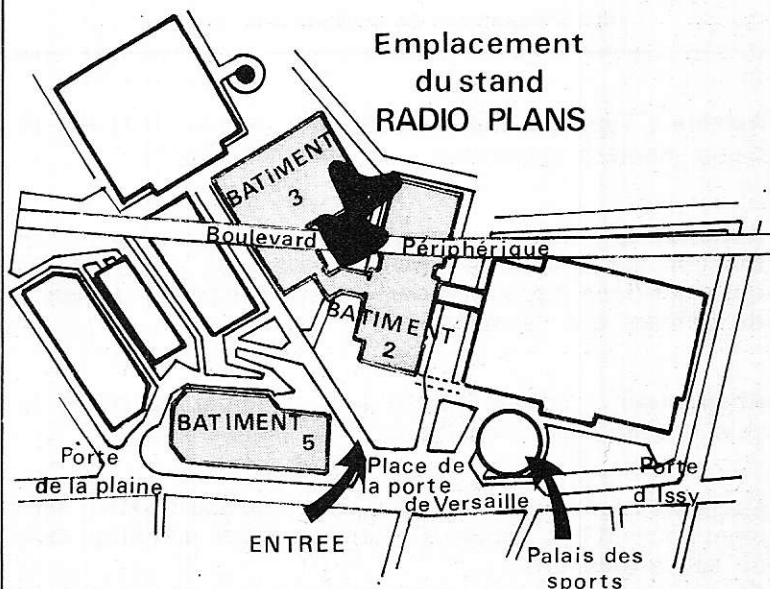 Emplacement
du stand
RADIO PLANS
BATIMENT
3
Boulevard Périphérique
BATIMENT
2
BATIMENT
5
Porte
de la plaine
Place de
la porte
de Versaille
Porte
d'Issy
ENTREE
Palais des
sports